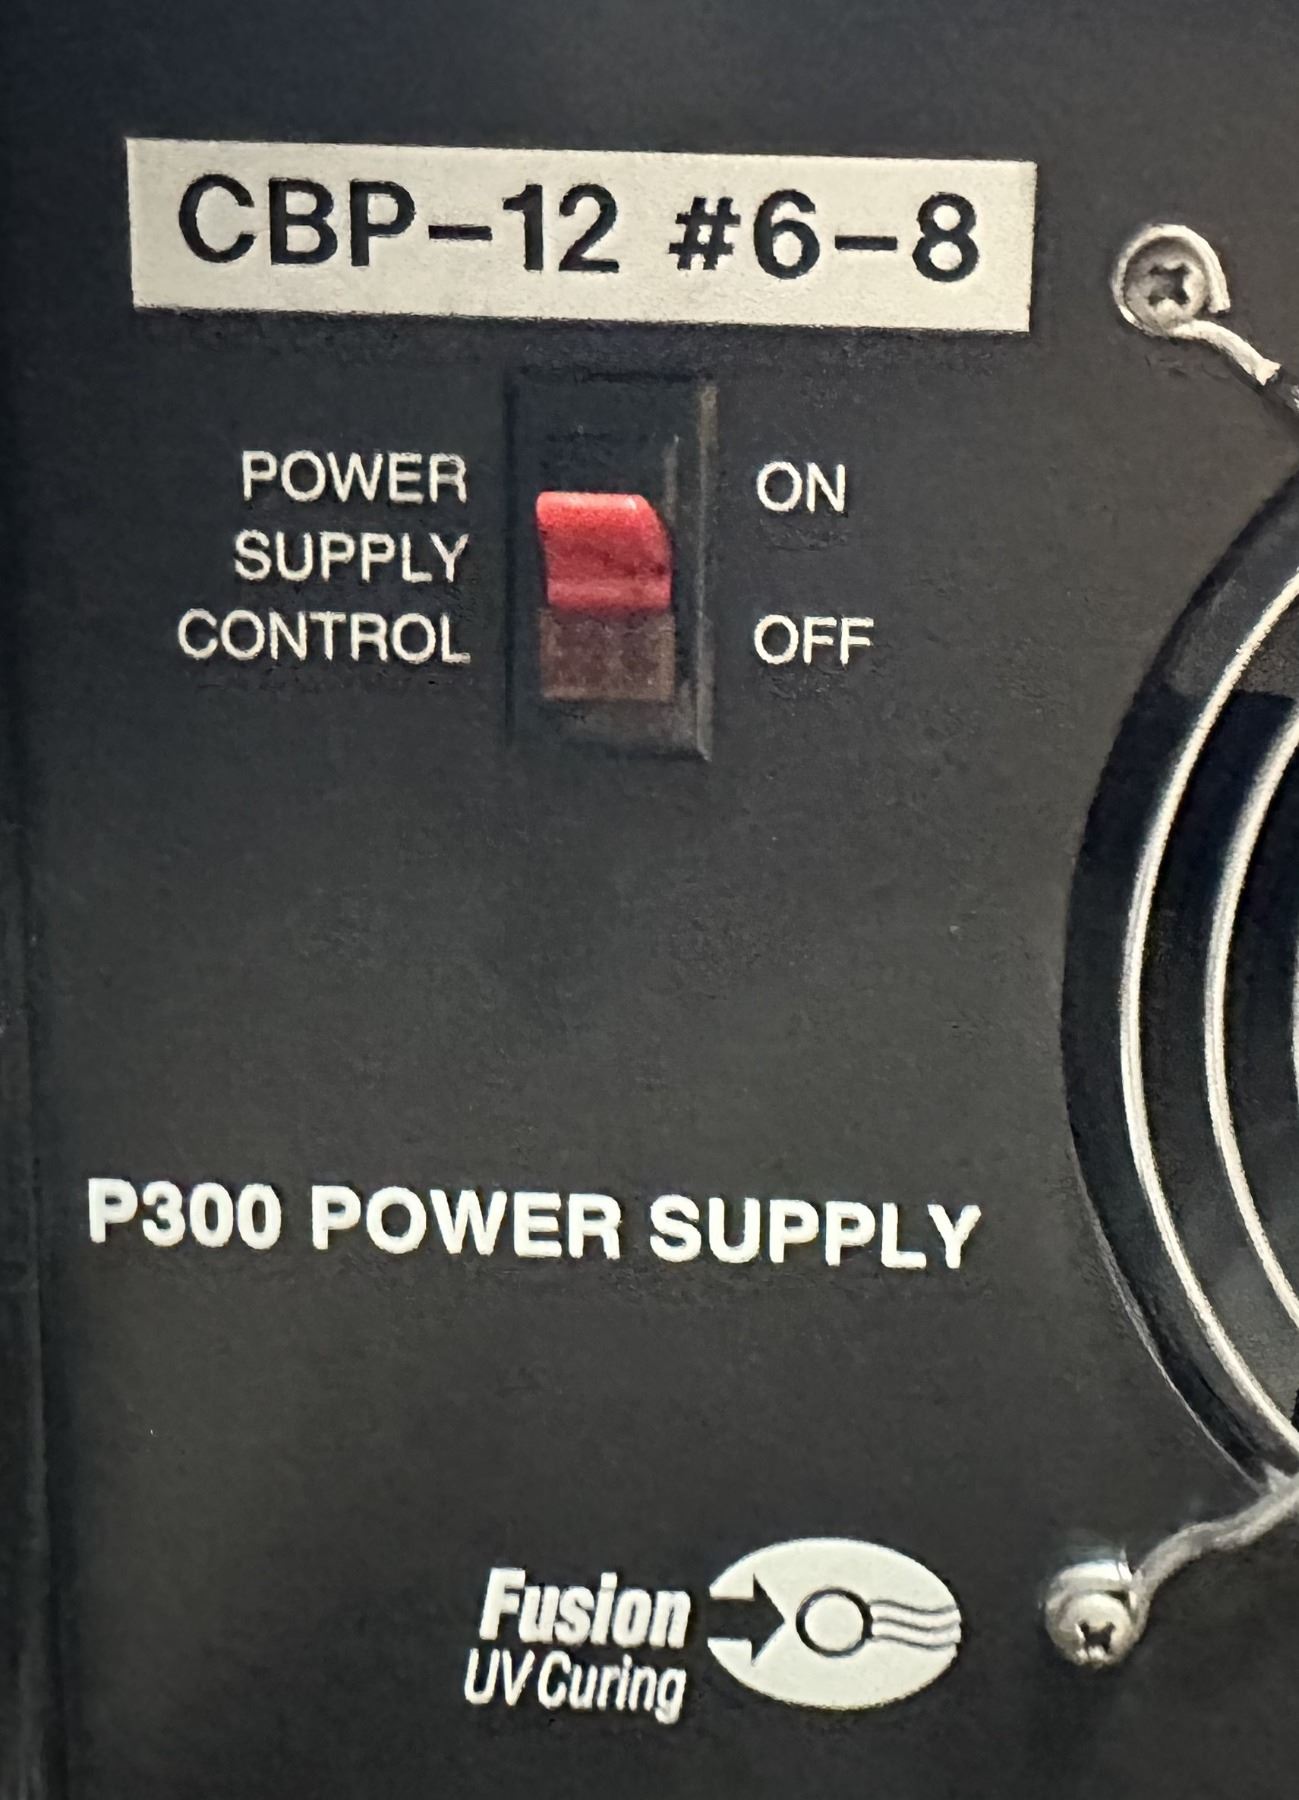 CBP-12 #6-8
POWER
SUPPLY
CONTROL
ON
OFF
P300 POWER SUPPLY
Fusion
UV Curing